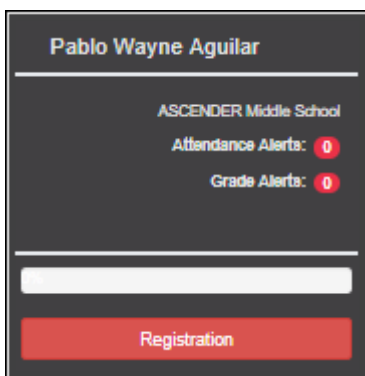 Pablo Wayne Aguilar
ASCENDER Middle School
Attendance Alerts: 0
Grade Alerts: 0
Registration